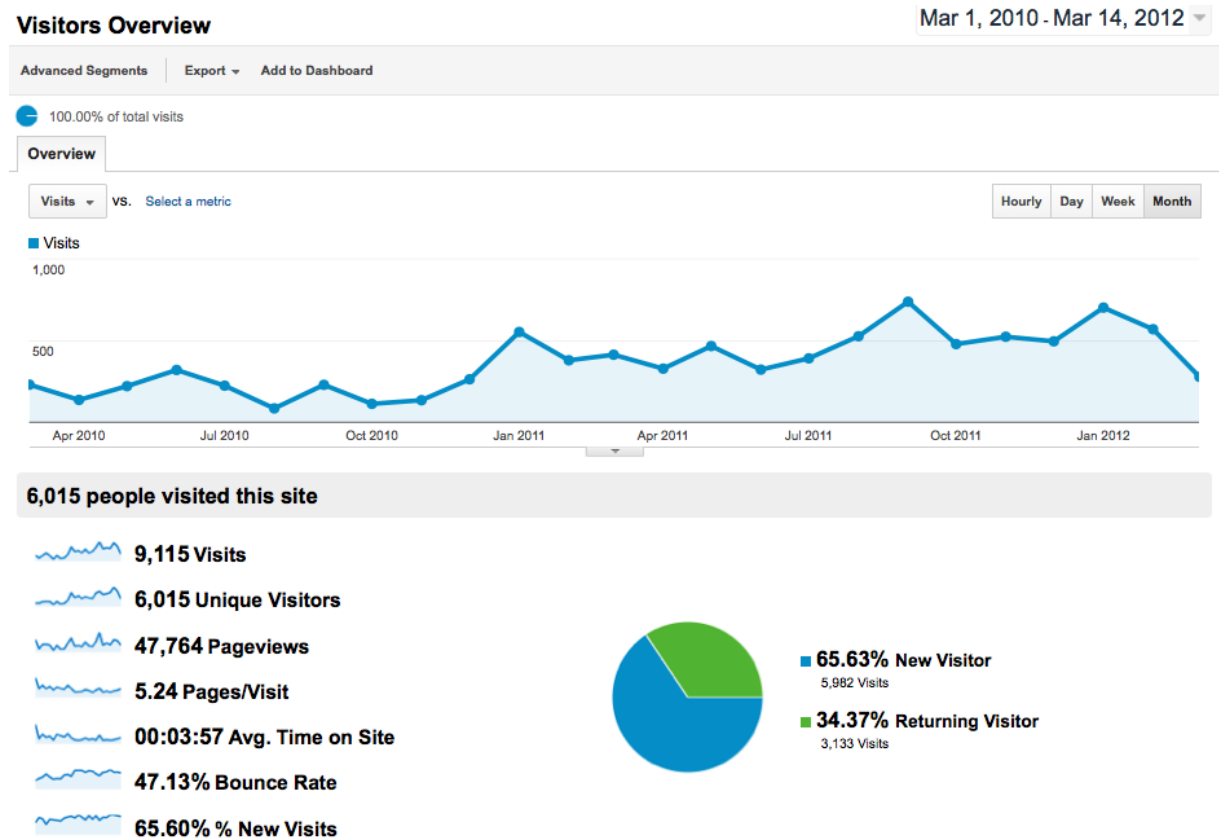 Visitors Overview
Mar 1, 2010 - Mar 14, 2012
Advanced Segments Export Add to Dashboard
100.00% of total visits
Overview
Visits VS. Select a metric
Hourly Day Week Month
Visits
1,000
500
Apr 2010 Jul 2010 Oct 2010 Jan 2011 Apr 2011 Jul 2011 Oct 2011 Jan 2012
6,015 people visited this site
9,115 Visits
6,015 Unique Visitors
47,764 Pageviews
5.24 Pages/Visit
00:03:57 Avg. Time on Site
47.13% Bounce Rate
65.60% % New Visits
65.63% New Visitor
5,982 Visits
34.37% Returning Visitor
3,133 Visits